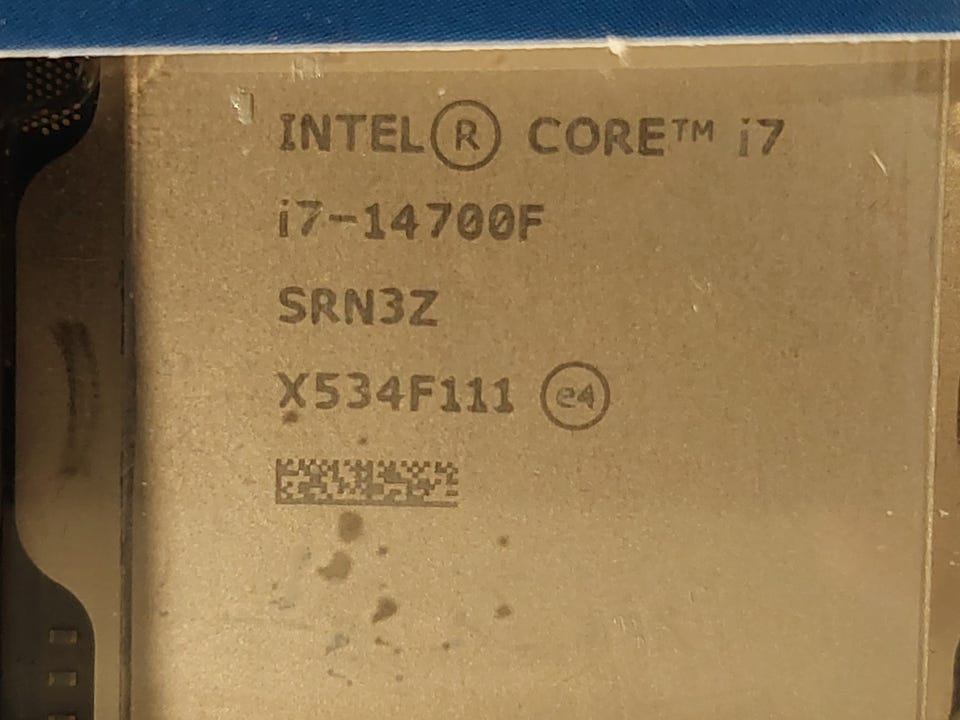 INTEL® CORE™ i7
i7-14700F
SRN3Z
X534F111 e4